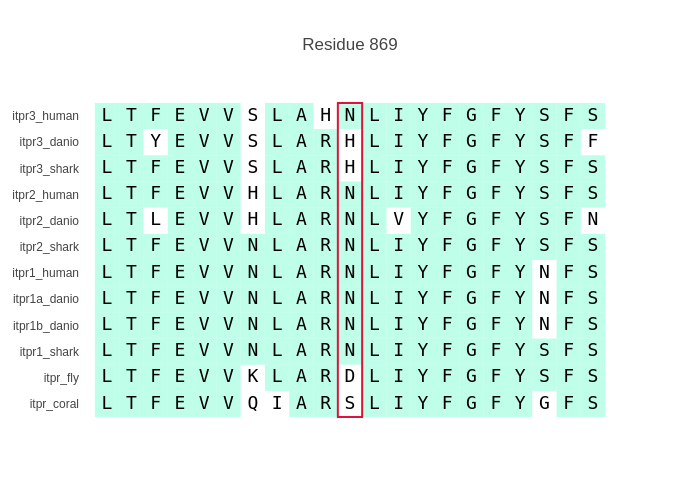 Residue 869
itpr3_human L T F E V V S L A H N L I Y F G F Y S F S
itpr3_danio L T Y E V V S L A R H L I Y F G F Y S F F
itpr3_shark L T F E V V S L A R H L I Y F G F Y S F S
itpr2_human L T F E V V H L A R N L I Y F G F Y S F S
itpr2_danio L T L E V V H L A R N L V Y F G F Y S F N
itpr2_shark L T F E V V N L A R N L I Y F G F Y S F S
itpr1_human L T F E V V N L A R N L I Y F G F Y N F S
itpr1a_danio L T F E V V N L A R N L I Y F G F Y N F S
itpr1b_danio L T F E V V N L A R N L I Y F G F Y N F S
itpr1_shark L T F E V V N L A R N L I Y F G F Y S F S
itpr_fly L T F E V V K L A R D L I Y F G F Y S F S
itpr_coral L T F E V V Q I A R S L I Y F G F Y G F S